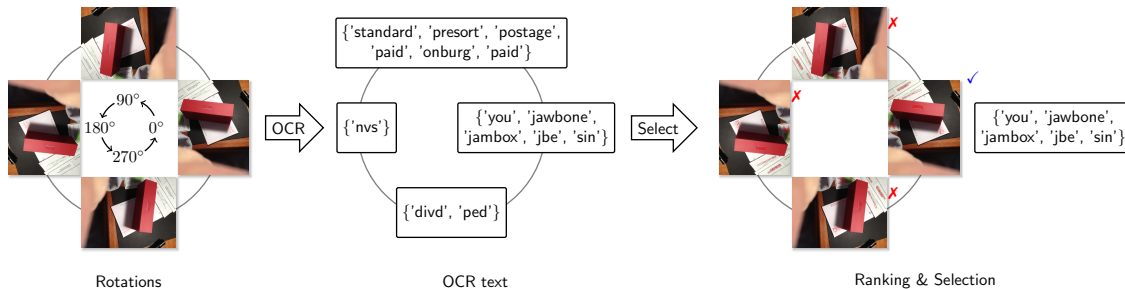 90°
180°
0°
270°
OCR
{'standard', 'presort', 'postage',
'paid', 'onburg', 'paid'}
{'nvs'}
{'you', 'jawbone',
'jambox', 'jbe', 'sin'}
{'divd', 'ped'}
Select
✗
✓
✗
✗
{'you', 'jawbone',
'jambox', 'jbe', 'sin'}
Rotations
OCR text
Ranking & Selection